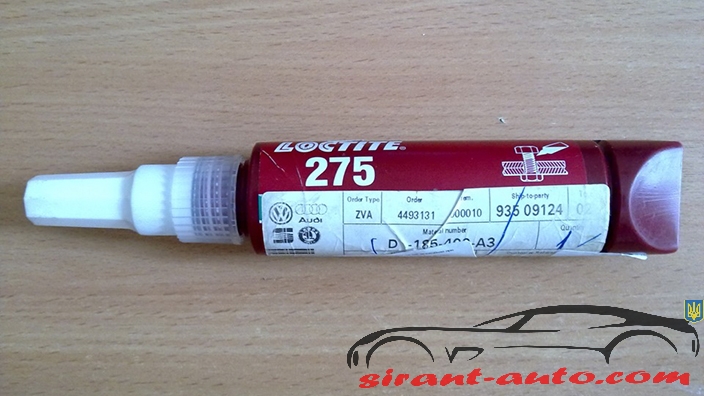 LOCTITE®
275
Order Type Order Ship-to-party
ZVA 4493131 000010 935 09124
Audi
Material number
sirant-auto.com